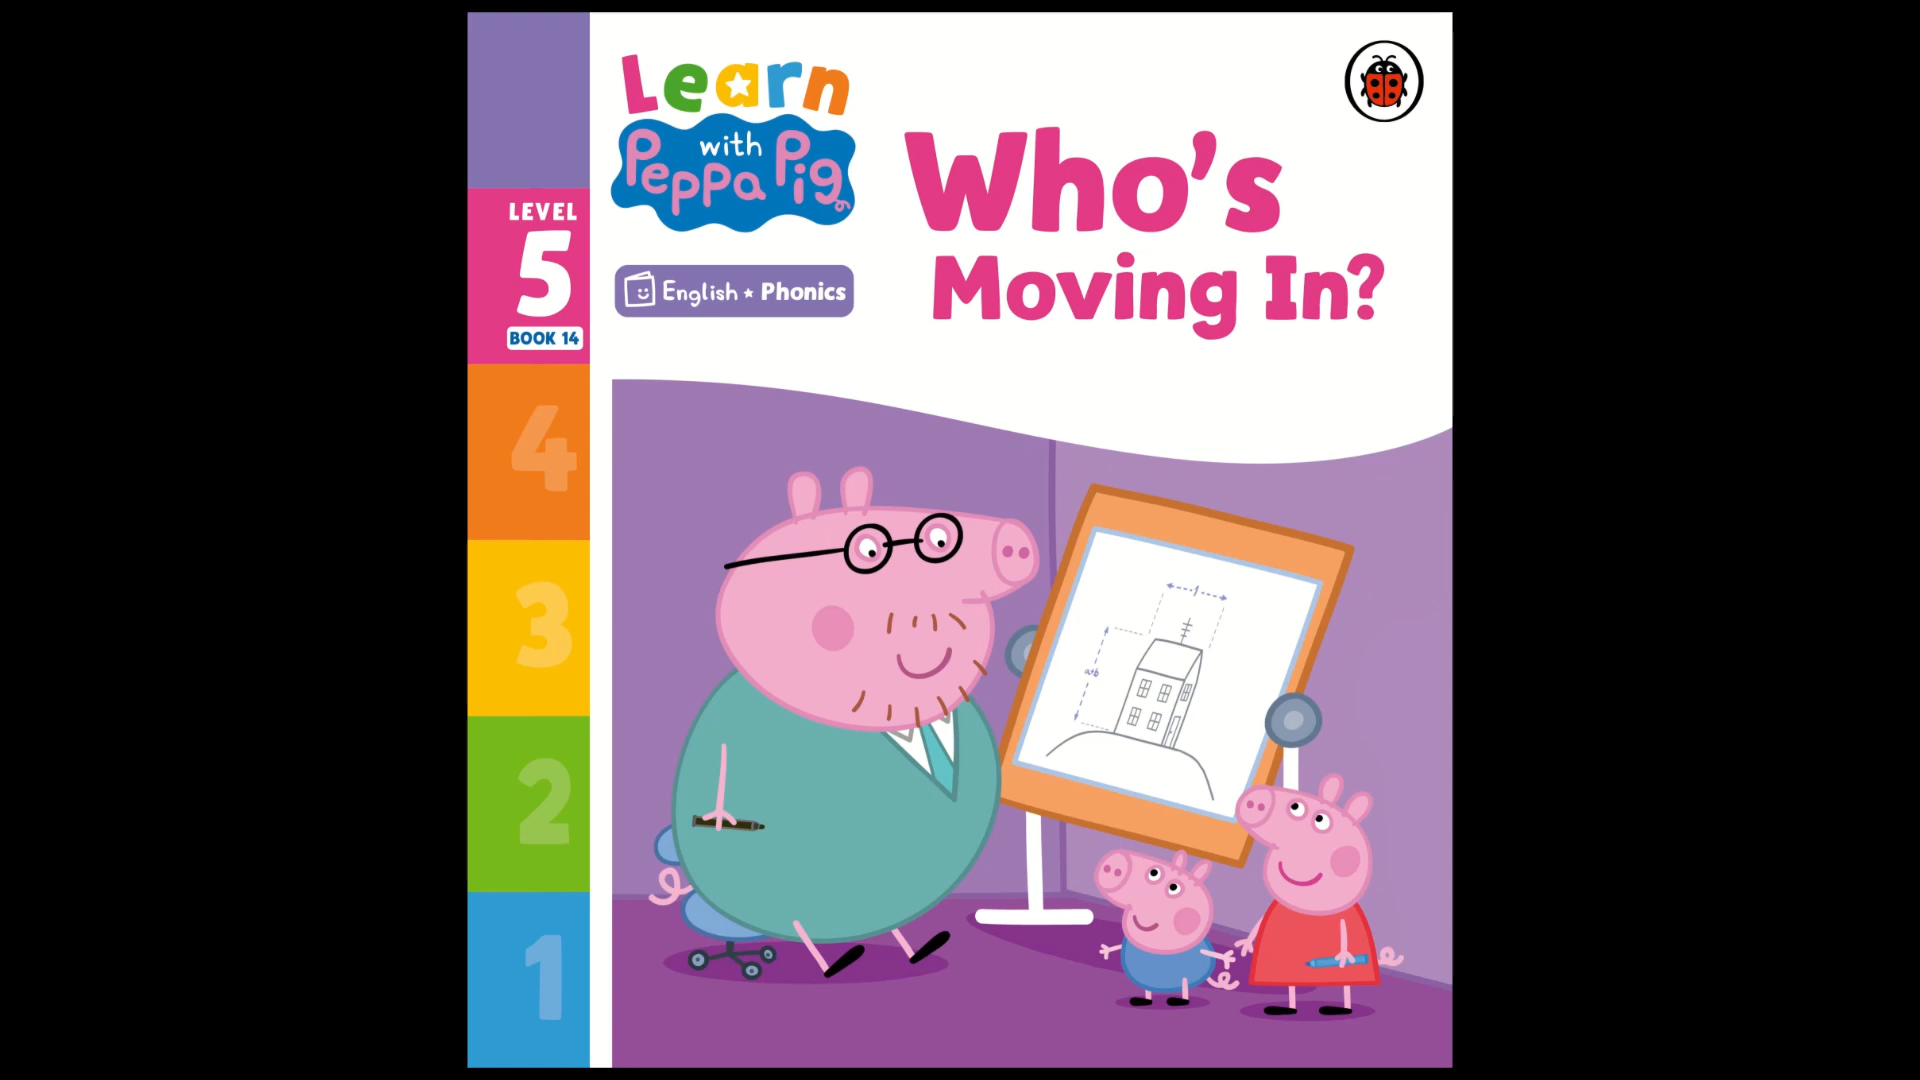 Learn
with
Peppa Pig
English ★ Phonics
Who's
Moving In?
LEVEL
5
BOOK 14
4
3
2
1
a+b